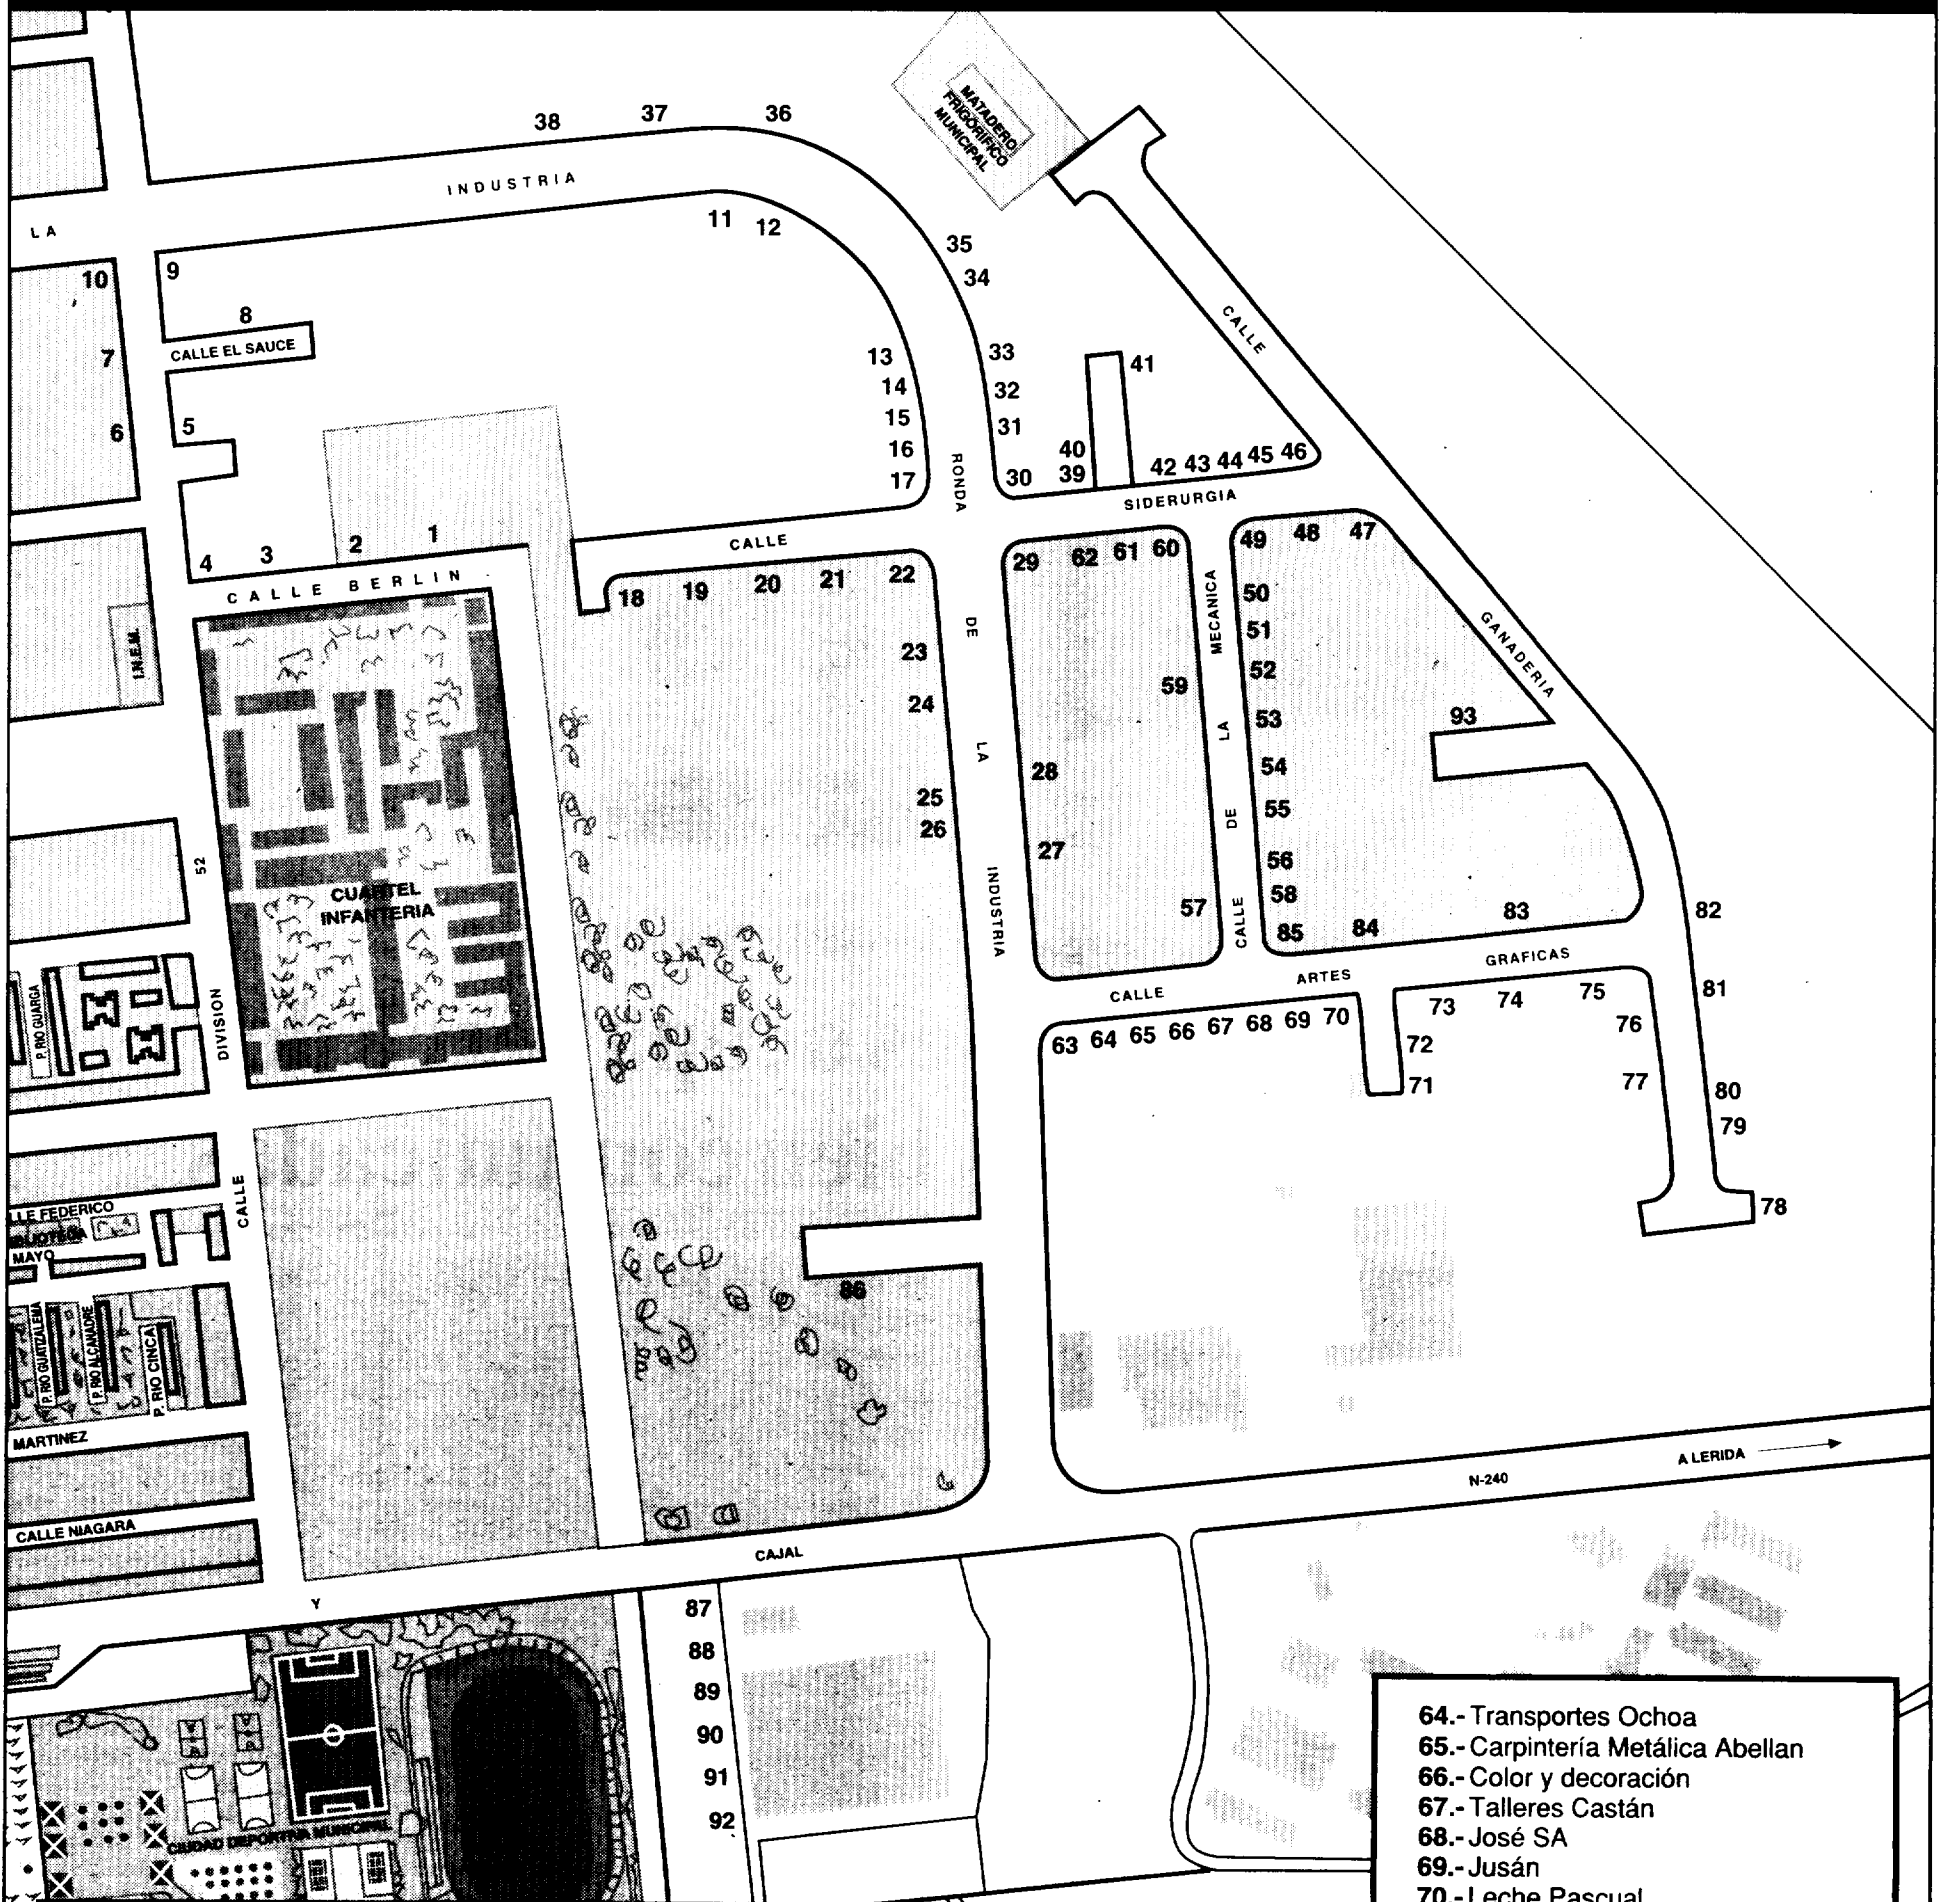 38
37
36
MATADERO
FRIGORIFICO
MUNICIPAL
INDUSTRIA
LA
11
12
35
34
10
9
8
CALLE EL SAUCE
7
13
33
41
CALLE
14
32
15
31
5
6
16
40
17
30
39
42 43 44 45 46
RONDA
SIDERURGIA
1
2
3
4
CALLE
CALLE BERLIN
22
21
20
19
18
29
62
61
60
49
48
47
MECANICA
50
51
52
I.N.E.M.
DE
23
59
24
GANADERIA
LA
28
LA
53
93
54
25
26
DE
55
27
56
52
CUARTEL
INFANTERIA
INDUSTRIA
57
CALLE
58
85
84
83
82
GRAFICAS
ARTES
CALLE
P. RIO GUARGA
DIVISION
63 64 65 66 67 68 69 70
73
74
75
81
76
72
71
77
80
79
78
CALLE
LLE FEDERICO
BIBLIOTECA
MAYO
86
P. RIO GUATIZALEMA
P. RIO ALCANADRE
P. RIO CINCA
MARTINEZ
A LERIDA
N-240
CALLE NIAGARA
CAJAL
Y
87
88
89
90
91
92
CIUDAD DEPORTIVA MUNICIPAL
64.- Transportes Ochoa
65.- Carpintería Metálica Abellan
66.- Color y decoración
67.- Talleres Castán
68.- José SA
69.- Jusán
70.- Leche Pascual